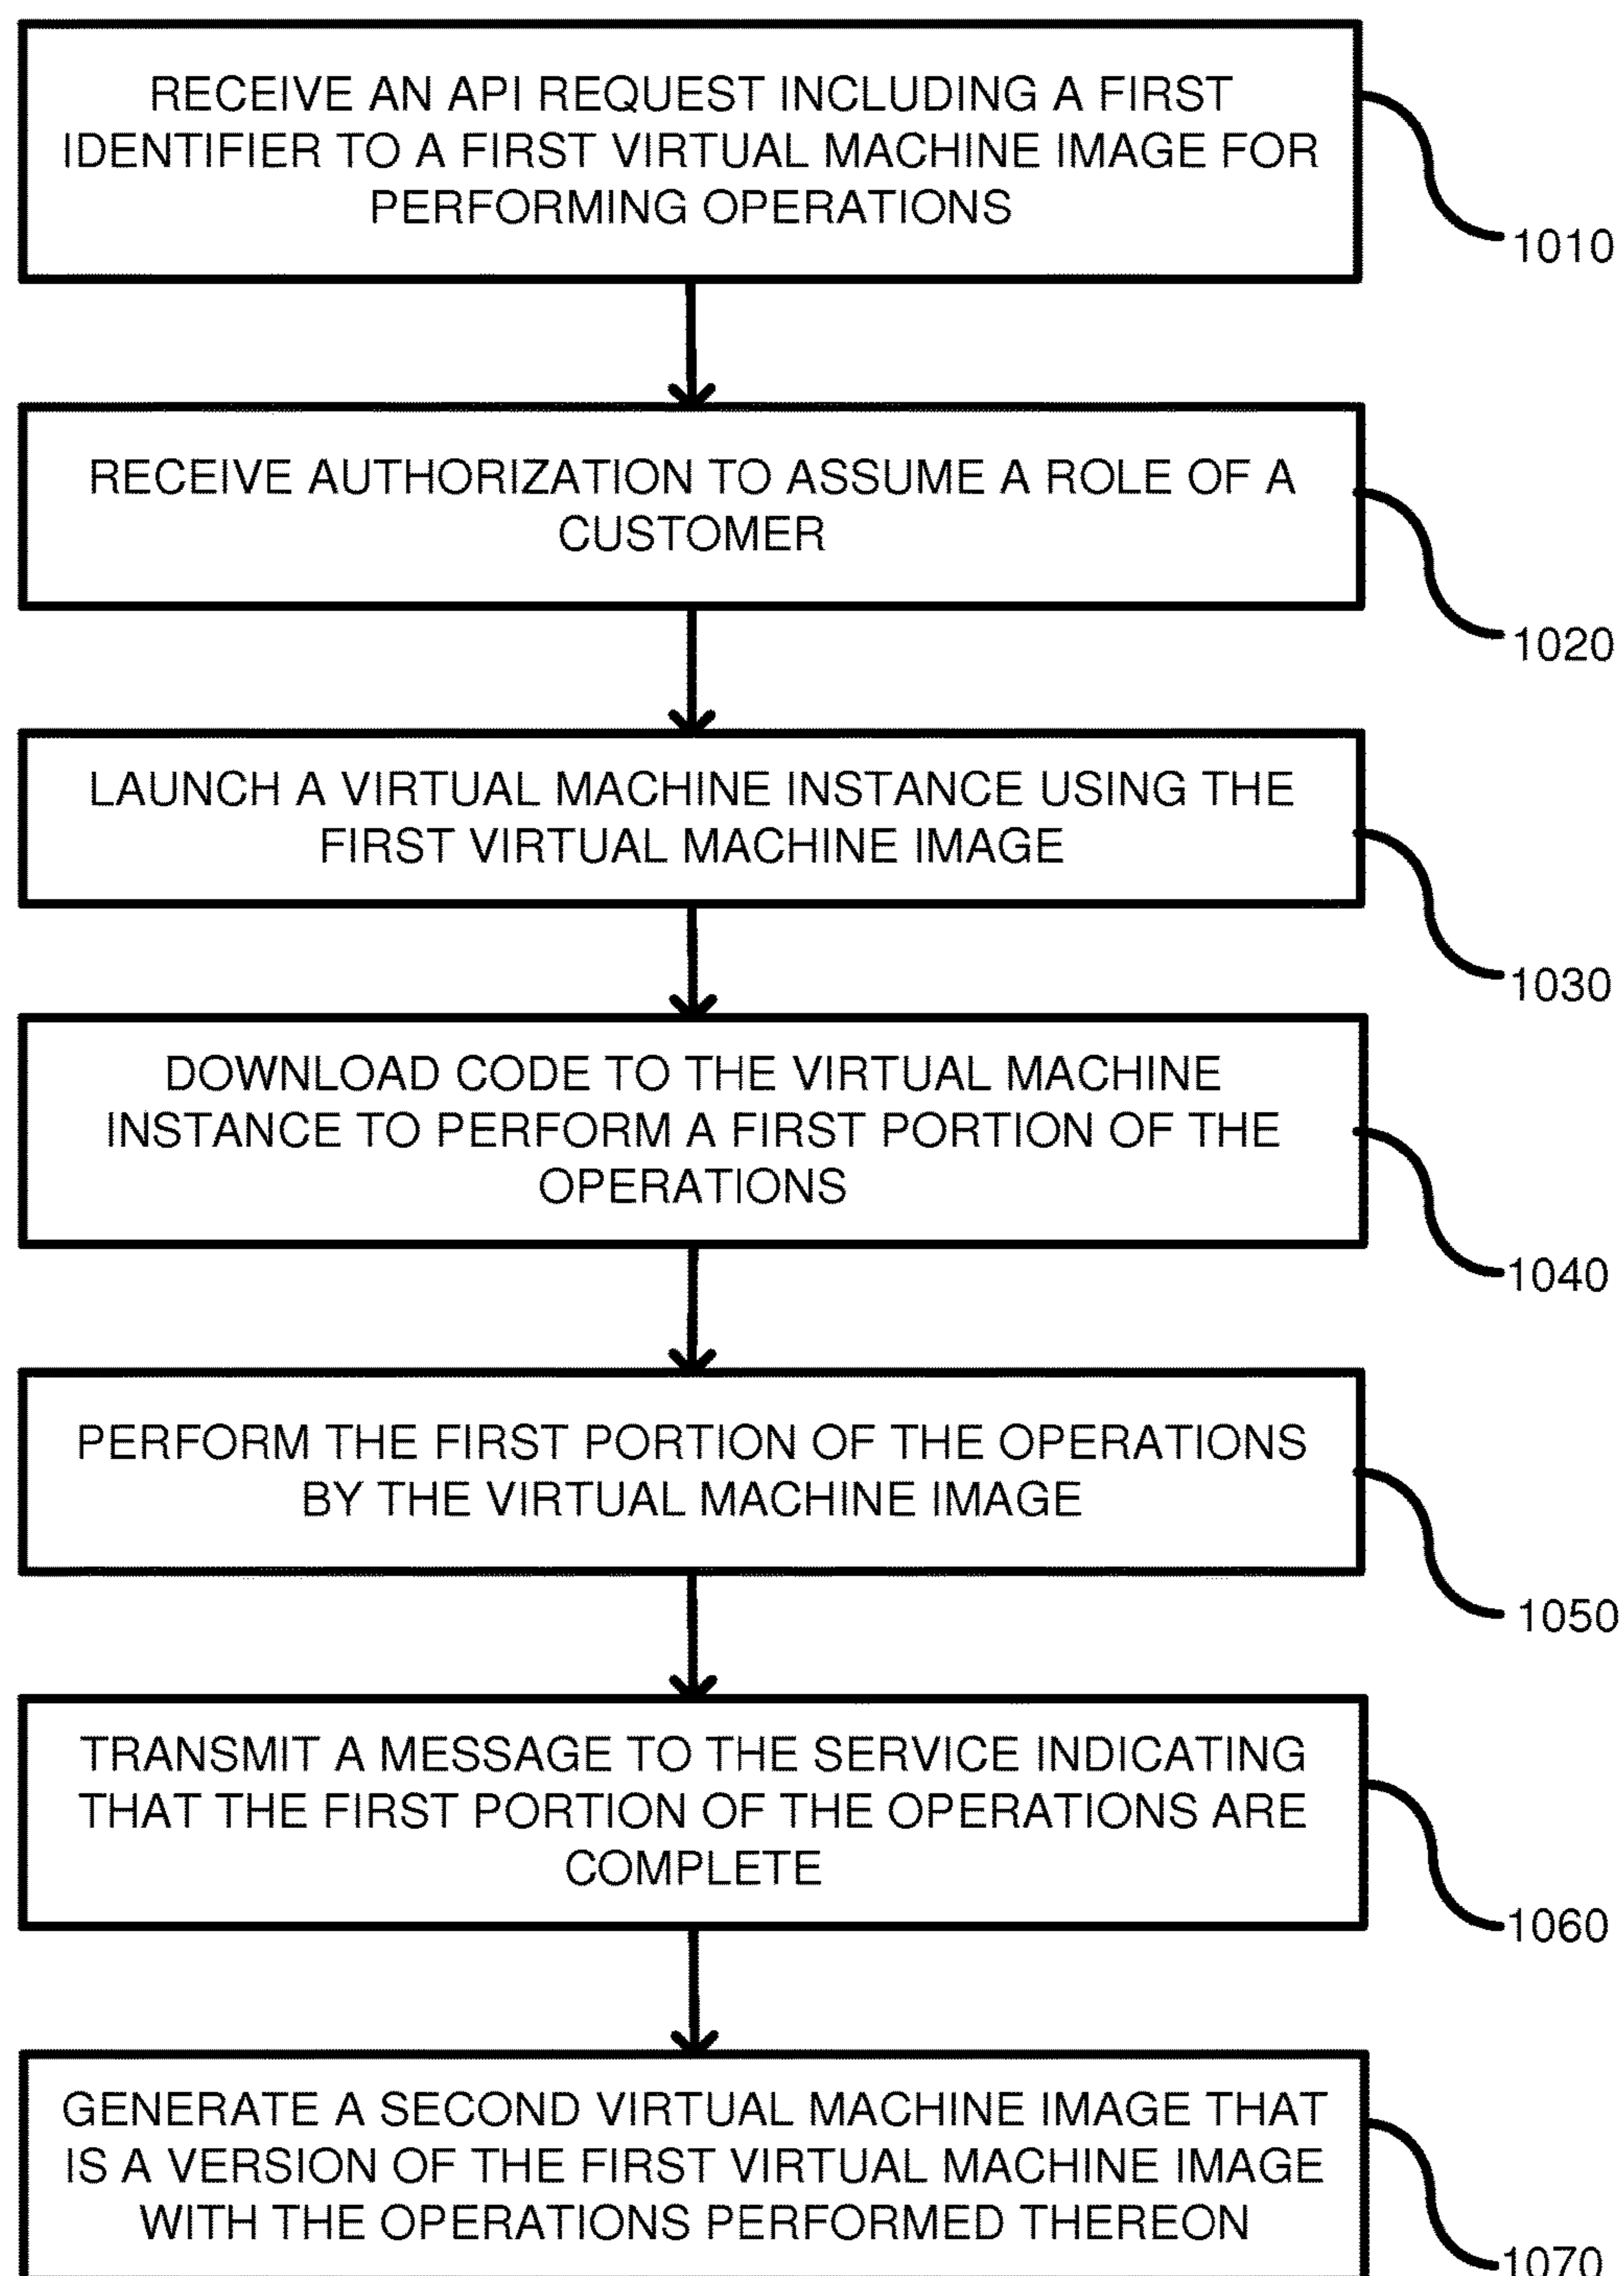 RECEIVE AN API REQUEST INCLUDING A FIRST
IDENTIFIER TO A FIRST VIRTUAL MACHINE IMAGE FOR
PERFORMING OPERATIONS
1010
RECEIVE AUTHORIZATION TO ASSUME A ROLE OF A
CUSTOMER
1020
LAUNCH A VIRTUAL MACHINE INSTANCE USING THE
FIRST VIRTUAL MACHINE IMAGE
1030
DOWNLOAD CODE TO THE VIRTUAL MACHINE
INSTANCE TO PERFORM A FIRST PORTION OF THE
OPERATIONS
1040
PERFORM THE FIRST PORTION OF THE OPERATIONS
BY THE VIRTUAL MACHINE IMAGE
1050
TRANSMIT A MESSAGE TO THE SERVICE INDICATING
THAT THE FIRST PORTION OF THE OPERATIONS ARE
COMPLETE
1060
GENERATE A SECOND VIRTUAL MACHINE IMAGE THAT
IS A VERSION OF THE FIRST VIRTUAL MACHINE IMAGE
WITH THE OPERATIONS PERFORMED THEREON
1070